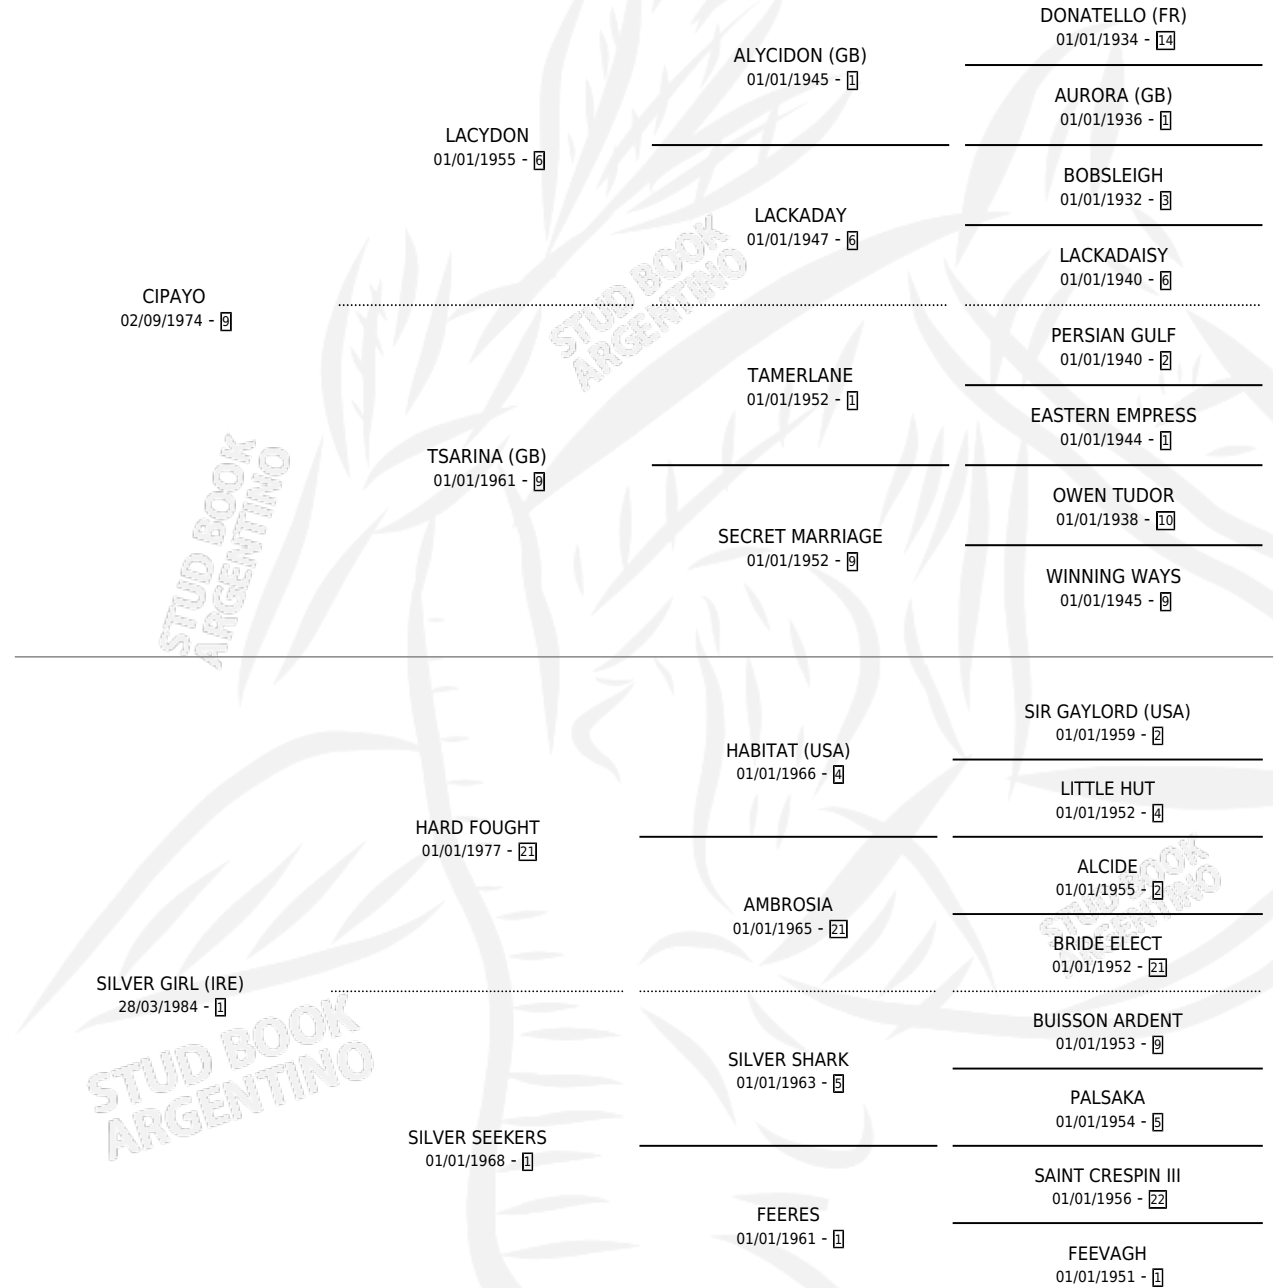 DONATELLO (FR)
01/01/1934 - 14
ALYCIDON (GB)
01/01/1945 - 1
AURORA (GB)
01/01/1936 - 1
LACYDON
01/01/1955 - 6
BOBSLEIGH
01/01/1932 - 3
LACKADAY
01/01/1947 - 6
LACKADAISY
01/01/1940 - 6
CIPAYO
02/09/1974 - 9
PERSIAN GULF
01/01/1940 - 2
TAMERLANE
01/01/1952 - 1
EASTERN EMPRESS
01/01/1944 - 1
TSARINA (GB)
01/01/1961 - 9
OWEN TUDOR
01/01/1938 - 10
SECRET MARRIAGE
01/01/1952 - 9
WINNING WAYS
01/01/1945 - 9
STUD BOOK
ARGENTINO
STUD BOOK
ARGENTINO
SIR GAYLORD (USA)
01/01/1959 - 2
HABITAT (USA)
01/01/1966 - 4
LITTLE HUT
01/01/1952 - 4
HARD FOUGHT
01/01/1977 - 21
ALCIDE
01/01/1955 - 2
AMBROSIA
01/01/1965 - 21
BRIDE ELECT
01/01/1952 - 21
STUD BOOK
ARGENTINO
SILVER GIRL (IRE)
28/03/1984 - 1
BUISSON ARDENT
01/01/1953 - 9
SILVER SHARK
01/01/1963 - 5
PALSAKA
01/01/1954 - 5
STUD BOOK
ARGENTINO
SILVER SEEKERS
01/01/1968 - 1
SAINT CRESPIN III
01/01/1956 - 22
FEERES
01/01/1961 - 1
FEEVAGH
01/01/1951 - 1